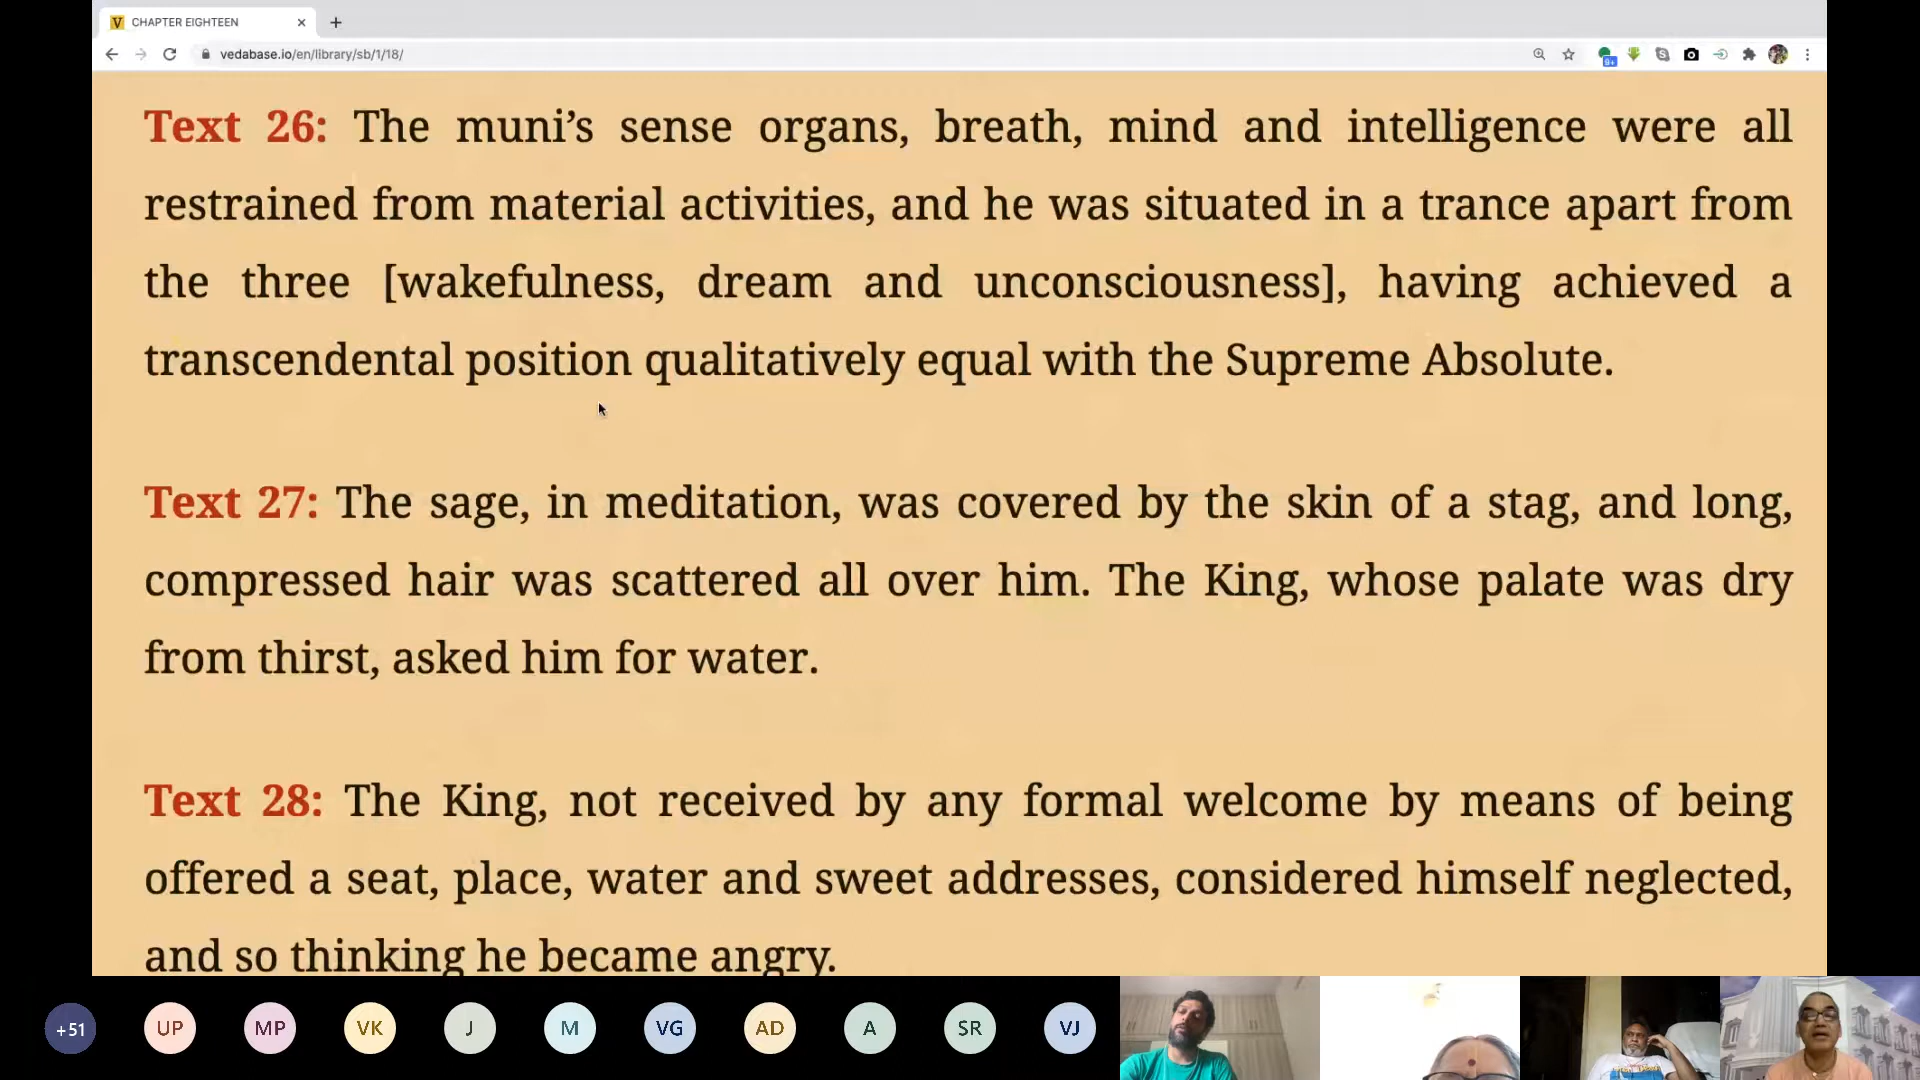 CHAPTER EIGHTEEN
vedabase.io/en/library/sb/1/18/
Text 26: The muni’s sense organs, breath, mind and intelligence were all
restrained from material activities, and he was situated in a trance apart from
the three [wakefulness, dream and unconsciousness], having achieved a
transcendental position qualitatively equal with the Supreme Absolute.
Text 27: The sage, in meditation, was covered by the skin of a stag, and long,
compressed hair was scattered all over him. The King, whose palate was dry
from thirst, asked him for water.
Text 28: The King, not received by any formal welcome by means of being
offered a seat, place, water and sweet addresses, considered himself neglected,
and so thinking he became angry.
+51 UP MP VK J M VG AD A SR VJ